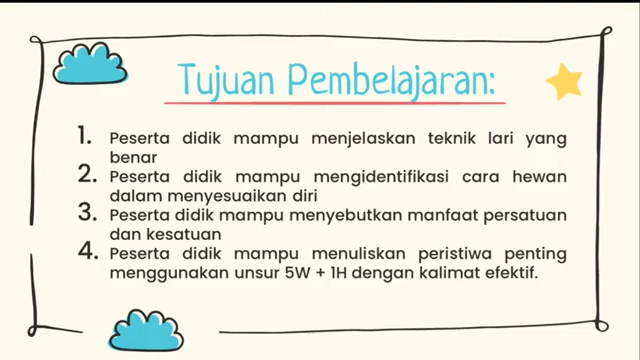 Tujuan Pembelajaran:
1. Peserta didik mampu menjelaskan teknik lari yang
benar
2. Peserta didik mampu mengidentifikasi cara hewan
dalam menyesuaikan diri
3. Peserta didik mampu menyebutkan manfaat persatuan
dan kesatuan
4. Peserta didik mampu menuliskan peristiwa penting
menggunakan unsur 5W + 1H dengan kalimat efektif.